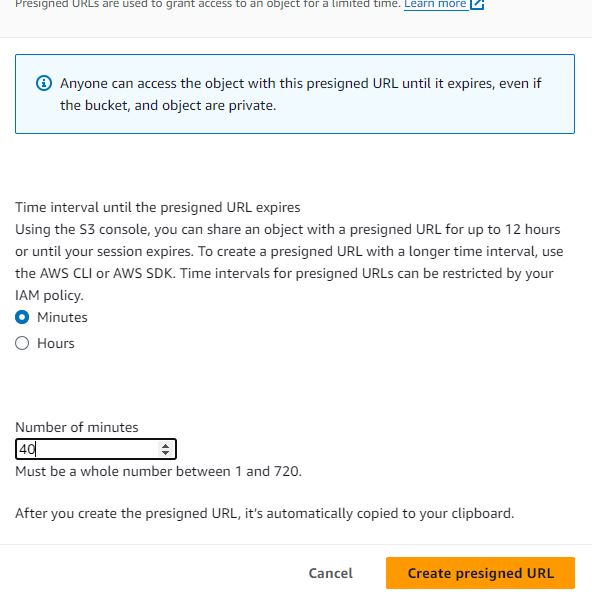 Presigned URLs are used to grant access to an object for a limited time. Learn more
Anyone can access the object with this presigned URL until it expires, even if
the bucket, and object are private.
Time interval until the presigned URL expires
Using the S3 console, you can share an object with a presigned URL for up to 12 hours
or until your session expires. To create a presigned URL with a longer time interval, use
the AWS CLI or AWS SDK. Time intervals for presigned URLs can be restricted by your
IAM policy.
Minutes
Hours
Number of minutes
40
Must be a whole number between 1 and 720.
After you create the presigned URL, it's automatically copied to your clipboard.
Cancel Create presigned URL